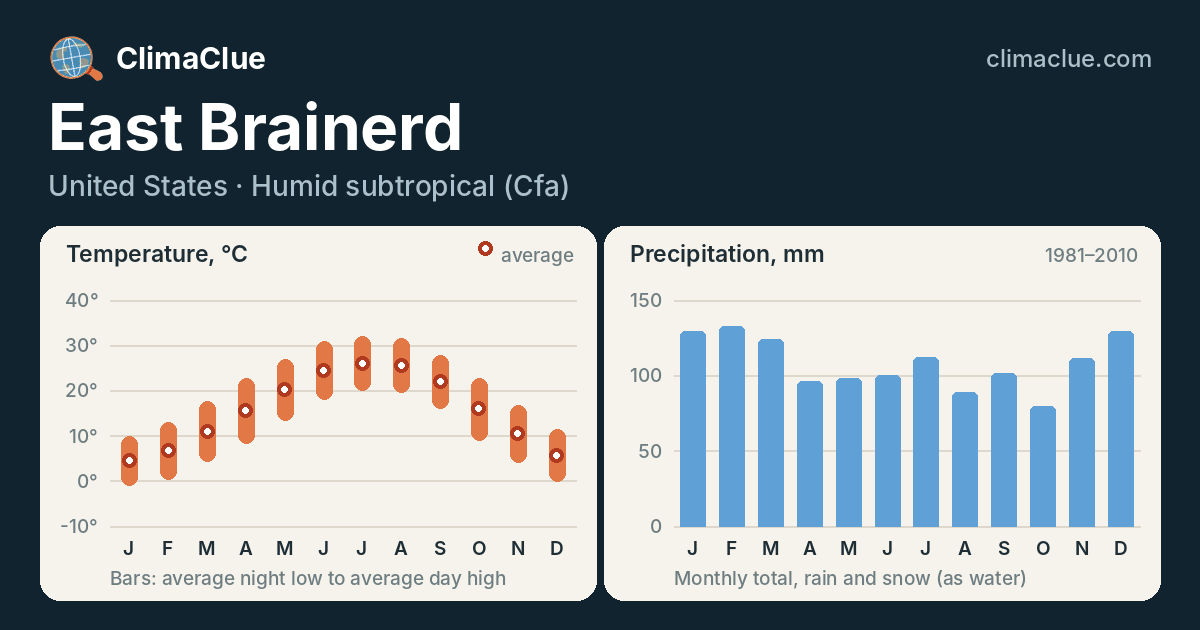 ClimaClue
climaclue.com
East Brainerd
United States · Humid subtropical (Cfa)
Temperature, °C
average
40°
30°
20°
10°
0°
-10°
J F M A M J J A S O N D
Bars: average night low to average day high
Precipitation, mm
1981–2010
150
100
50
0
J F M A M J J A S O N D
Monthly total, rain and snow (as water)